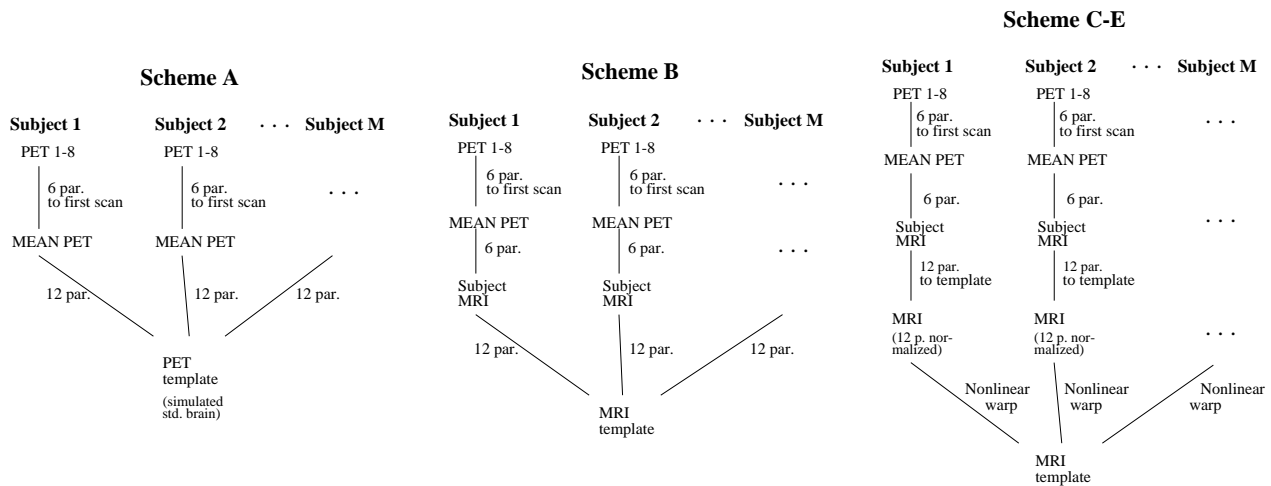 Scheme A
Subject 1 Subject 2 . . . Subject M
PET 1-8 PET 1-8
6 par.
to first scan
6 par.
to first scan
. . .
MEAN PET MEAN PET
12 par. 12 par. 12 par.
PET
template
(simulated
std. brain)
Scheme B
Subject 1 Subject 2 . . . Subject M
PET 1-8 PET 1-8
6 par.
to first scan
6 par.
to first scan
. . .
MEAN PET MEAN PET
6 par. 6 par. . . .
Subject
MRI
Subject
MRI
12 par. 12 par. 12 par.
MRI
template
Scheme C-E
Subject 1 Subject 2 . . . Subject M
PET 1-8 PET 1-8
6 par.
to first scan
6 par.
to first scan
. . .
MEAN PET MEAN PET
6 par. 6 par.
. . .
Subject
MRI
Subject
MRI
12 par.
to template
12 par.
to template
MRI
(12 p. nor-
malized)
MRI
(12 p. nor-
malized)
. . .
Nonlinear
warp
Nonlinear
warp
Nonlinear
warp
MRI
template